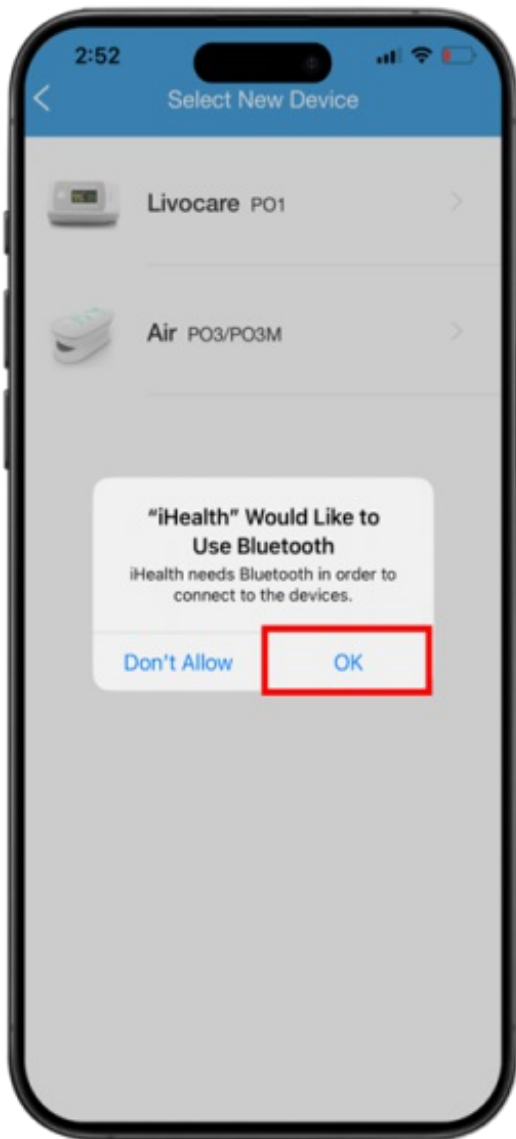 2:52
Select New Device
Livocare PO1
Air PO3/PO3M
“iHealth” Would Like to
Use Bluetooth
iHealth needs Bluetooth in order to
connect to the devices.
Don't Allow OK